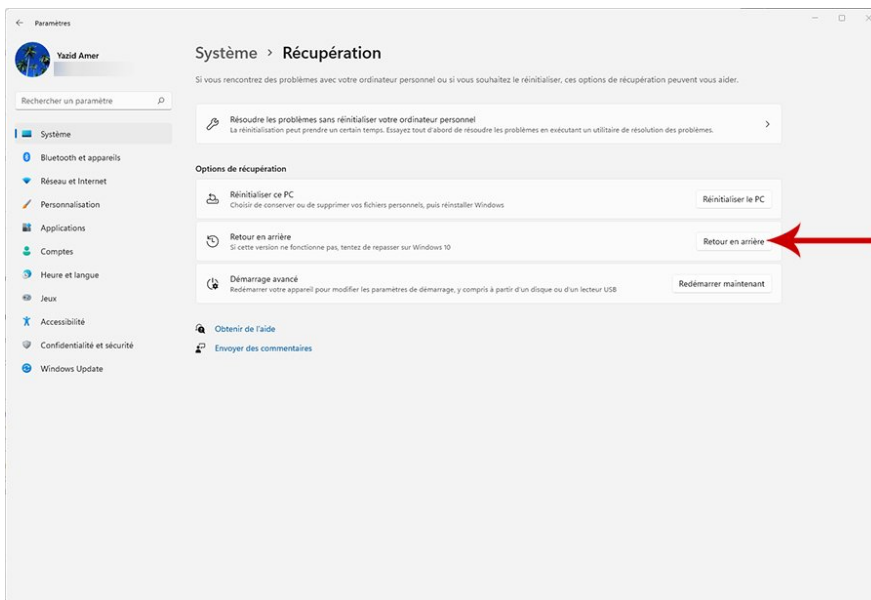 Paramètres
Yazid Amer
Rechercher un paramètre
Système
Bluetooth et appareils
Réseau et Internet
Personnalisation
Applications
Comptes
Heure et langue
Jeux
Accessibilité
Confidentialité et sécurité
Windows Update
Système > Récupération
Si vous rencontrez des problèmes avec votre ordinateur personnel ou si vous souhaitez le réinitialiser, ces options de récupération peuvent vous aider.
Résoudre les problèmes sans réinitialiser votre ordinateur personnel
La réinitialisation peut prendre un certain temps. Essayez tout d'abord de résoudre les problèmes en exécutant un utilitaire de résolution des problèmes.
Options de récupération
Réinitialiser ce PC
Choisir de conserver ou de supprimer vos fichiers personnels, puis réinstaller Windows
Réinitialiser le PC
Retour en arrière
Si cette version ne fonctionne pas, tentez de repasser sur Windows 10
Retour en arrière
Démarrage avancé
Redémarrer votre appareil pour modifier les paramètres de démarrage, y compris à partir d'un disque ou d'un lecteur USB
Redémarrer maintenant
Obtenir de l'aide
Envoyer des commentaires